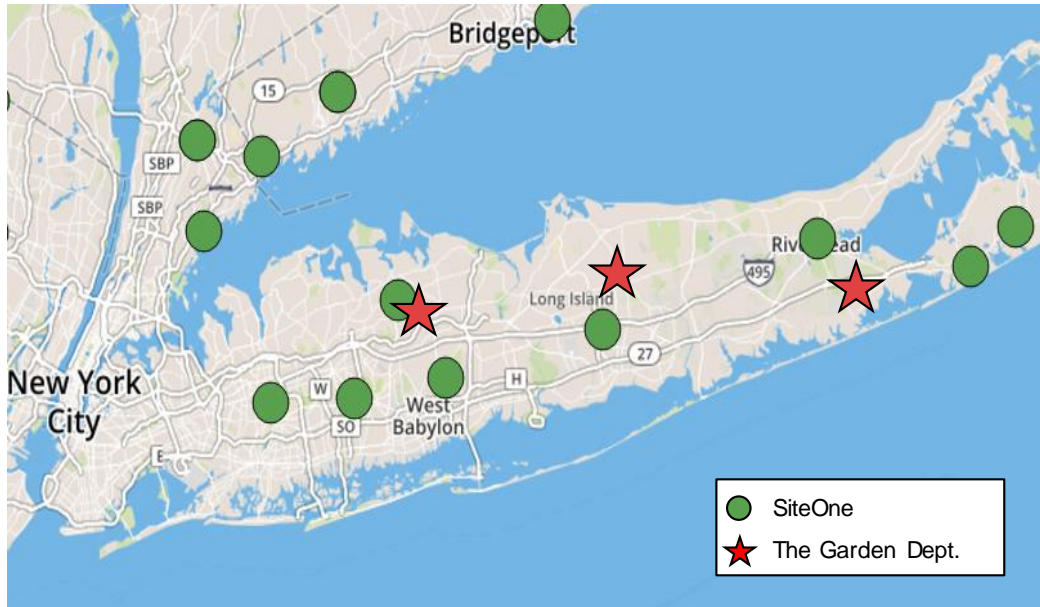 Bridgeport
15
SBP
SBP
Riverhead
495
Long Island
27
New York
City
W
H
West
Babylon
SO
SiteOne
The Garden Dept.